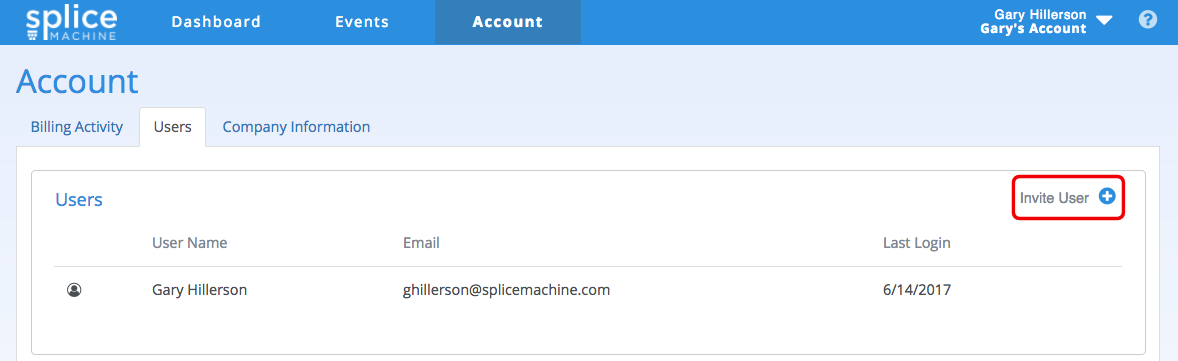 splice MACHINE
Dashboard Events Account
Gary Hillerson
Gary's Account
?
Account
Billing Activity Users Company Information
Users
Invite User
User Name Email Last Login
Gary Hillerson ghillerson@splicemachine.com 6/14/2017